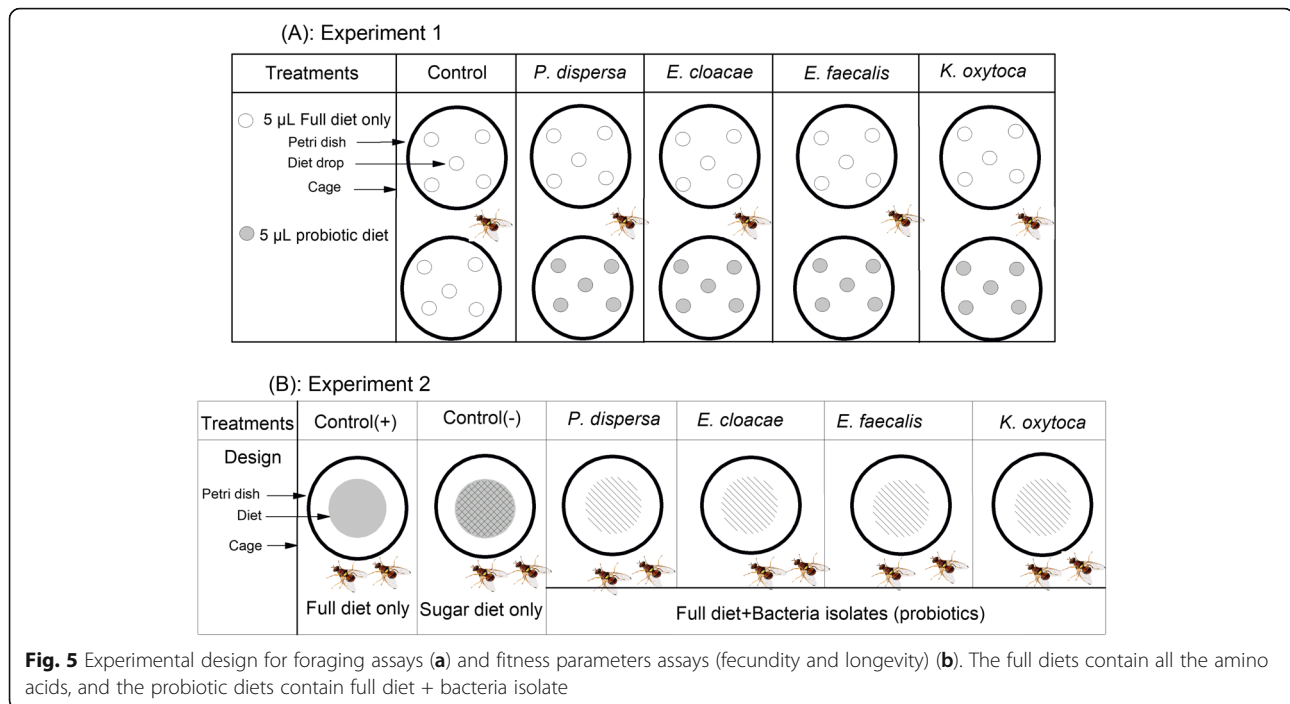 (A): Experiment 1
Treatments Control P. dispersa E. cloacae E. faecalis K. oxytoca
5 µL Full diet only
Petri dish
Diet drop
Cage
5 µL probiotic diet
(B): Experiment 2
Treatments Control(+) Control(-) P. dispersa E. cloacae E. faecalis K. oxytoca
Design
Petri dish
Diet
Cage
Full diet only Sugar diet only Full diet+Bacteria isolates (probiotics)
Fig. 5 Experimental design for foraging assays (a) and fitness parameters assays (fecundity and longevity) (b). The full diets contain all the amino
acids, and the probiotic diets contain full diet + bacteria isolate